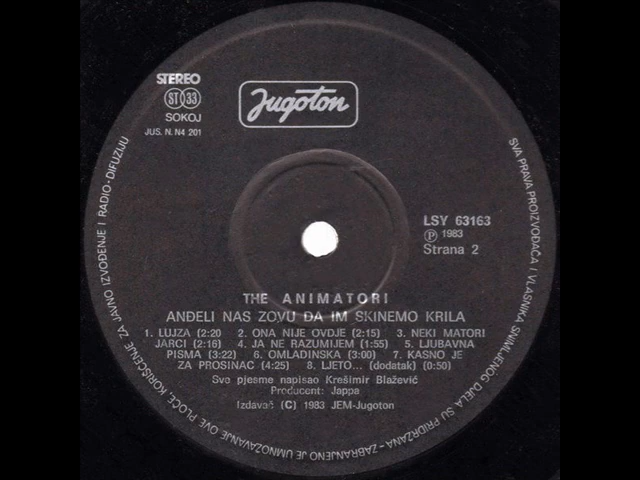 STEREO
ST 33
SOKOJ
JUS. N. N4 201
Jugoton
LSY 63163
Ⓟ 1983
Strana 2
THE ANIMATORI
ANĐELI NAS ZOVU DA IM SKINEMO KRILA
1. LUJZA (2:20 2. ONA NIJE OVDJE (2:15) 3. NEKI MATORI
JARCI (2:16) 4. JA NE RAZUMIJEM (1:55) 5. LJUBAVNA
PISMA (3:22) 6. OMLADINSKA (3:00) 7. KASNO JE
ZA PROSINAC (4:25) 8. LJETO... (dodatak) (0:50)
Sve pjesme napisao Krešimir Blažević
Producent: Jappa
Izdavač (C) 1983 JEM-Jugoton
SVA PRAVA PROIZVOĐAČA I VLASNIKA SNIMLJENOG DJELA SU PRIDRŽANA - ZABRANJENO JE UMNOŽAVANJE OVE PLOČE KORIŠĆENJE ZA JAVNO IZVOĐENJE I RADIO-DIFUZIJU